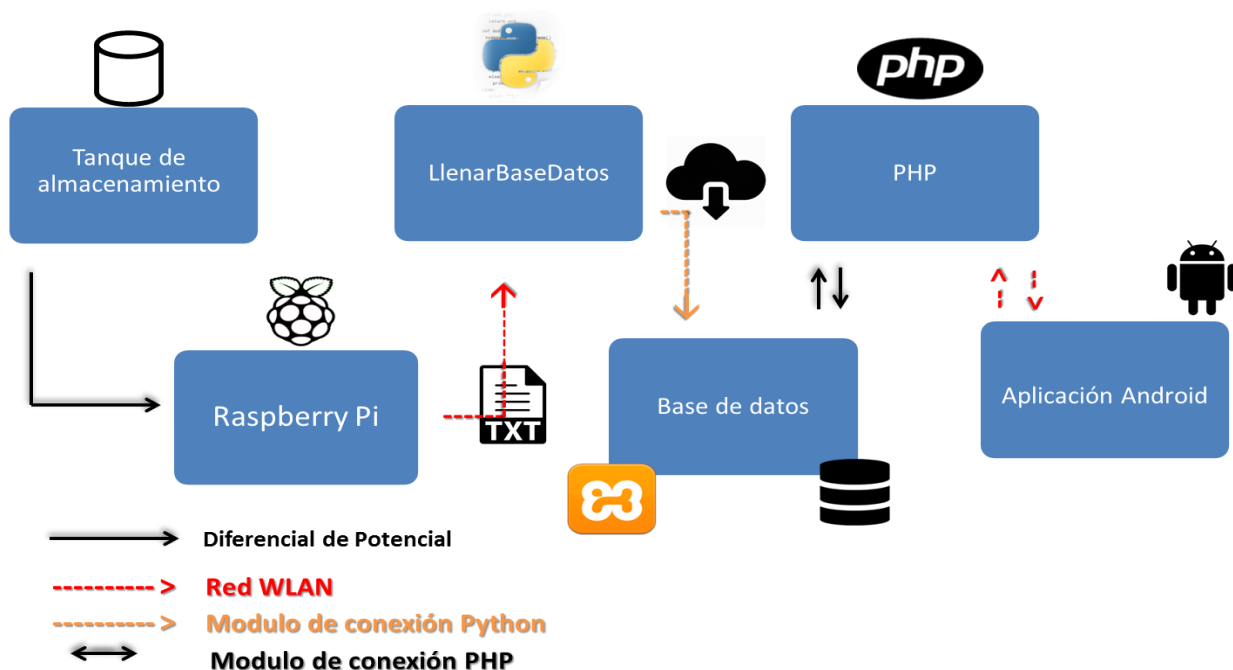 php
Tanque de
almacenamiento
LlenarBaseDatos
PHP
Raspberry Pi
TXT
Base de datos
Aplicación Android
Diferencial de Potencial
Red WLAN
Modulo de conexión Python
Modulo de conexión PHP